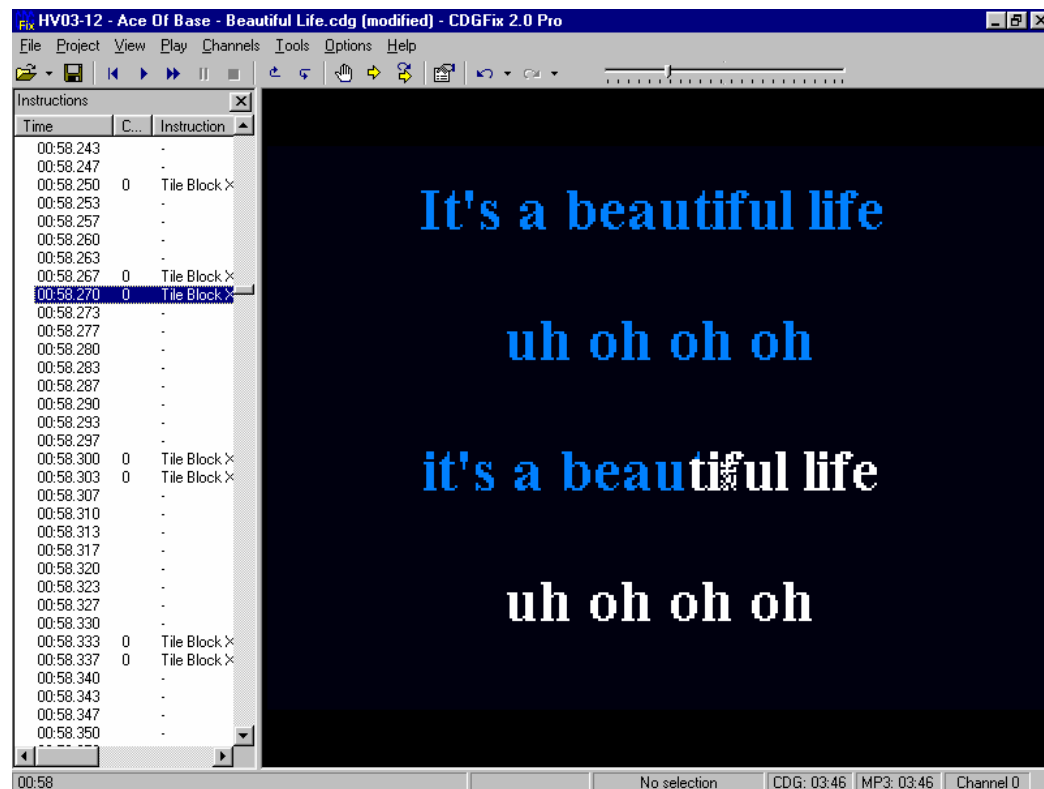 Fix HV03-12 - Ace Of Base - Beautiful Life.cdg (modified) - CDGFix 2.0 Pro
File Project View Play Channels Tools Options Help
Instructions
Time C... Instruction
00:58.243 -
00:58.247 -
00:58.250 0 Tile Block X
00:58.253 -
00:58.257 -
00:58.260 -
00:58.263 -
00:58.267 0 Tile Block X
00:58.270 0 Tile Block X
00:58.273 -
00:58.277 -
00:58.280 -
00:58.283 -
00:58.287 -
00:58.290 -
00:58.293 -
00:58.297 -
00:58.300 0 Tile Block X
00:58.303 0 Tile Block X
00:58.307 -
00:58.310 -
00:58.313 -
00:58.317 -
00:58.320 -
00:58.323 -
00:58.327 -
00:58.330 -
00:58.333 0 Tile Block X
00:58.337 0 Tile Block X
00:58.340 -
00:58.343 -
00:58.347 -
00:58.350 -
It's a beautiful life
uh oh oh oh
it's a beautiful life
uh oh oh oh
00:58 No selection CDG: 03:46 MP3: 03:46 Channel 0